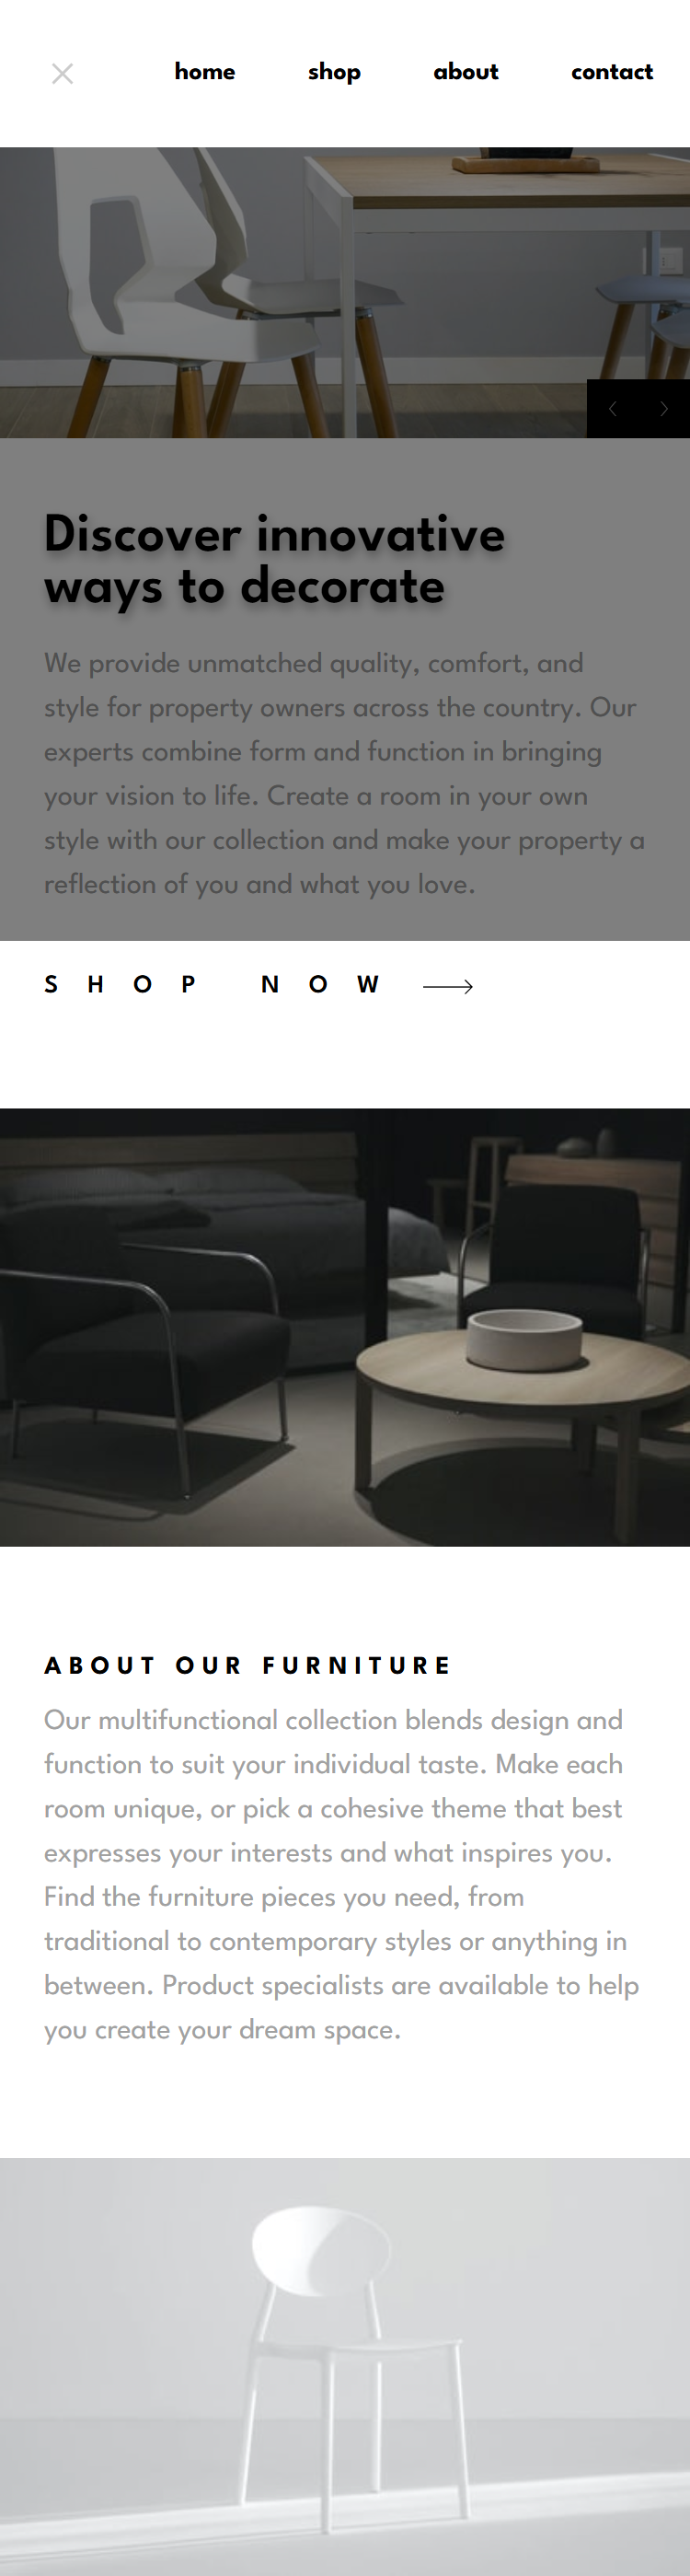 home shop about contact
Discover innovative
ways to decorate
We provide unmatched quality, comfort, and
style for property owners across the country. Our
experts combine form and function in bringing
your vision to life. Create a room in your own
style with our collection and make your property a
reflection of you and what you love.
SHOP NOW
ABOUT OUR FURNITURE
Our multifunctional collection blends design and
function to suit your individual taste. Make each
room unique, or pick a cohesive theme that best
expresses your interests and what inspires you.
Find the furniture pieces you need, from
traditional to contemporary styles or anything in
between. Product specialists are available to help
you create your dream space.